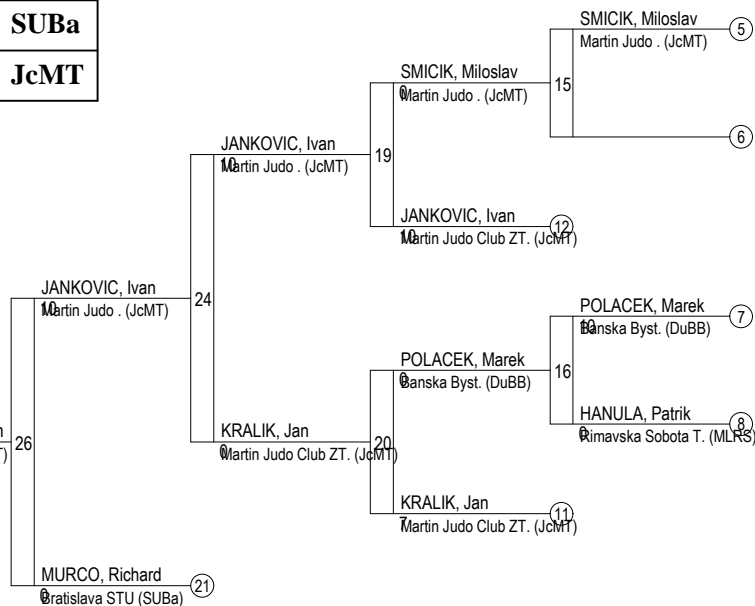 SUBa
JcMT
SMICIK, Miloslav
Martin Judo . (JcMT)
5
15
6
SMICIK, Miloslav
0
Martin Judo . (JcMT)
19
JANKOVIC, Ivan
10
Martin Judo Club ZT. (JcMT)
12
JANKOVIC, Ivan
10
Martin Judo . (JcMT)
24
JANKOVIC, Ivan
10
Martin Judo . (JcMT)
POLACEK, Marek
10
Banska Byst. (DuBB)
7
16
HANULA, Patrik
0
Rimavska Sobota T. (MLRS)
8
POLACEK, Marek
0
Banska Byst. (DuBB)
20
KRALIK, Jan
7
Martin Judo Club ZT. (JcMT)
11
KRALIK, Jan
0
Martin Judo Club ZT. (JcMT)
26
MURCO, Richard
0
Bratislava STU (SUBa)
21